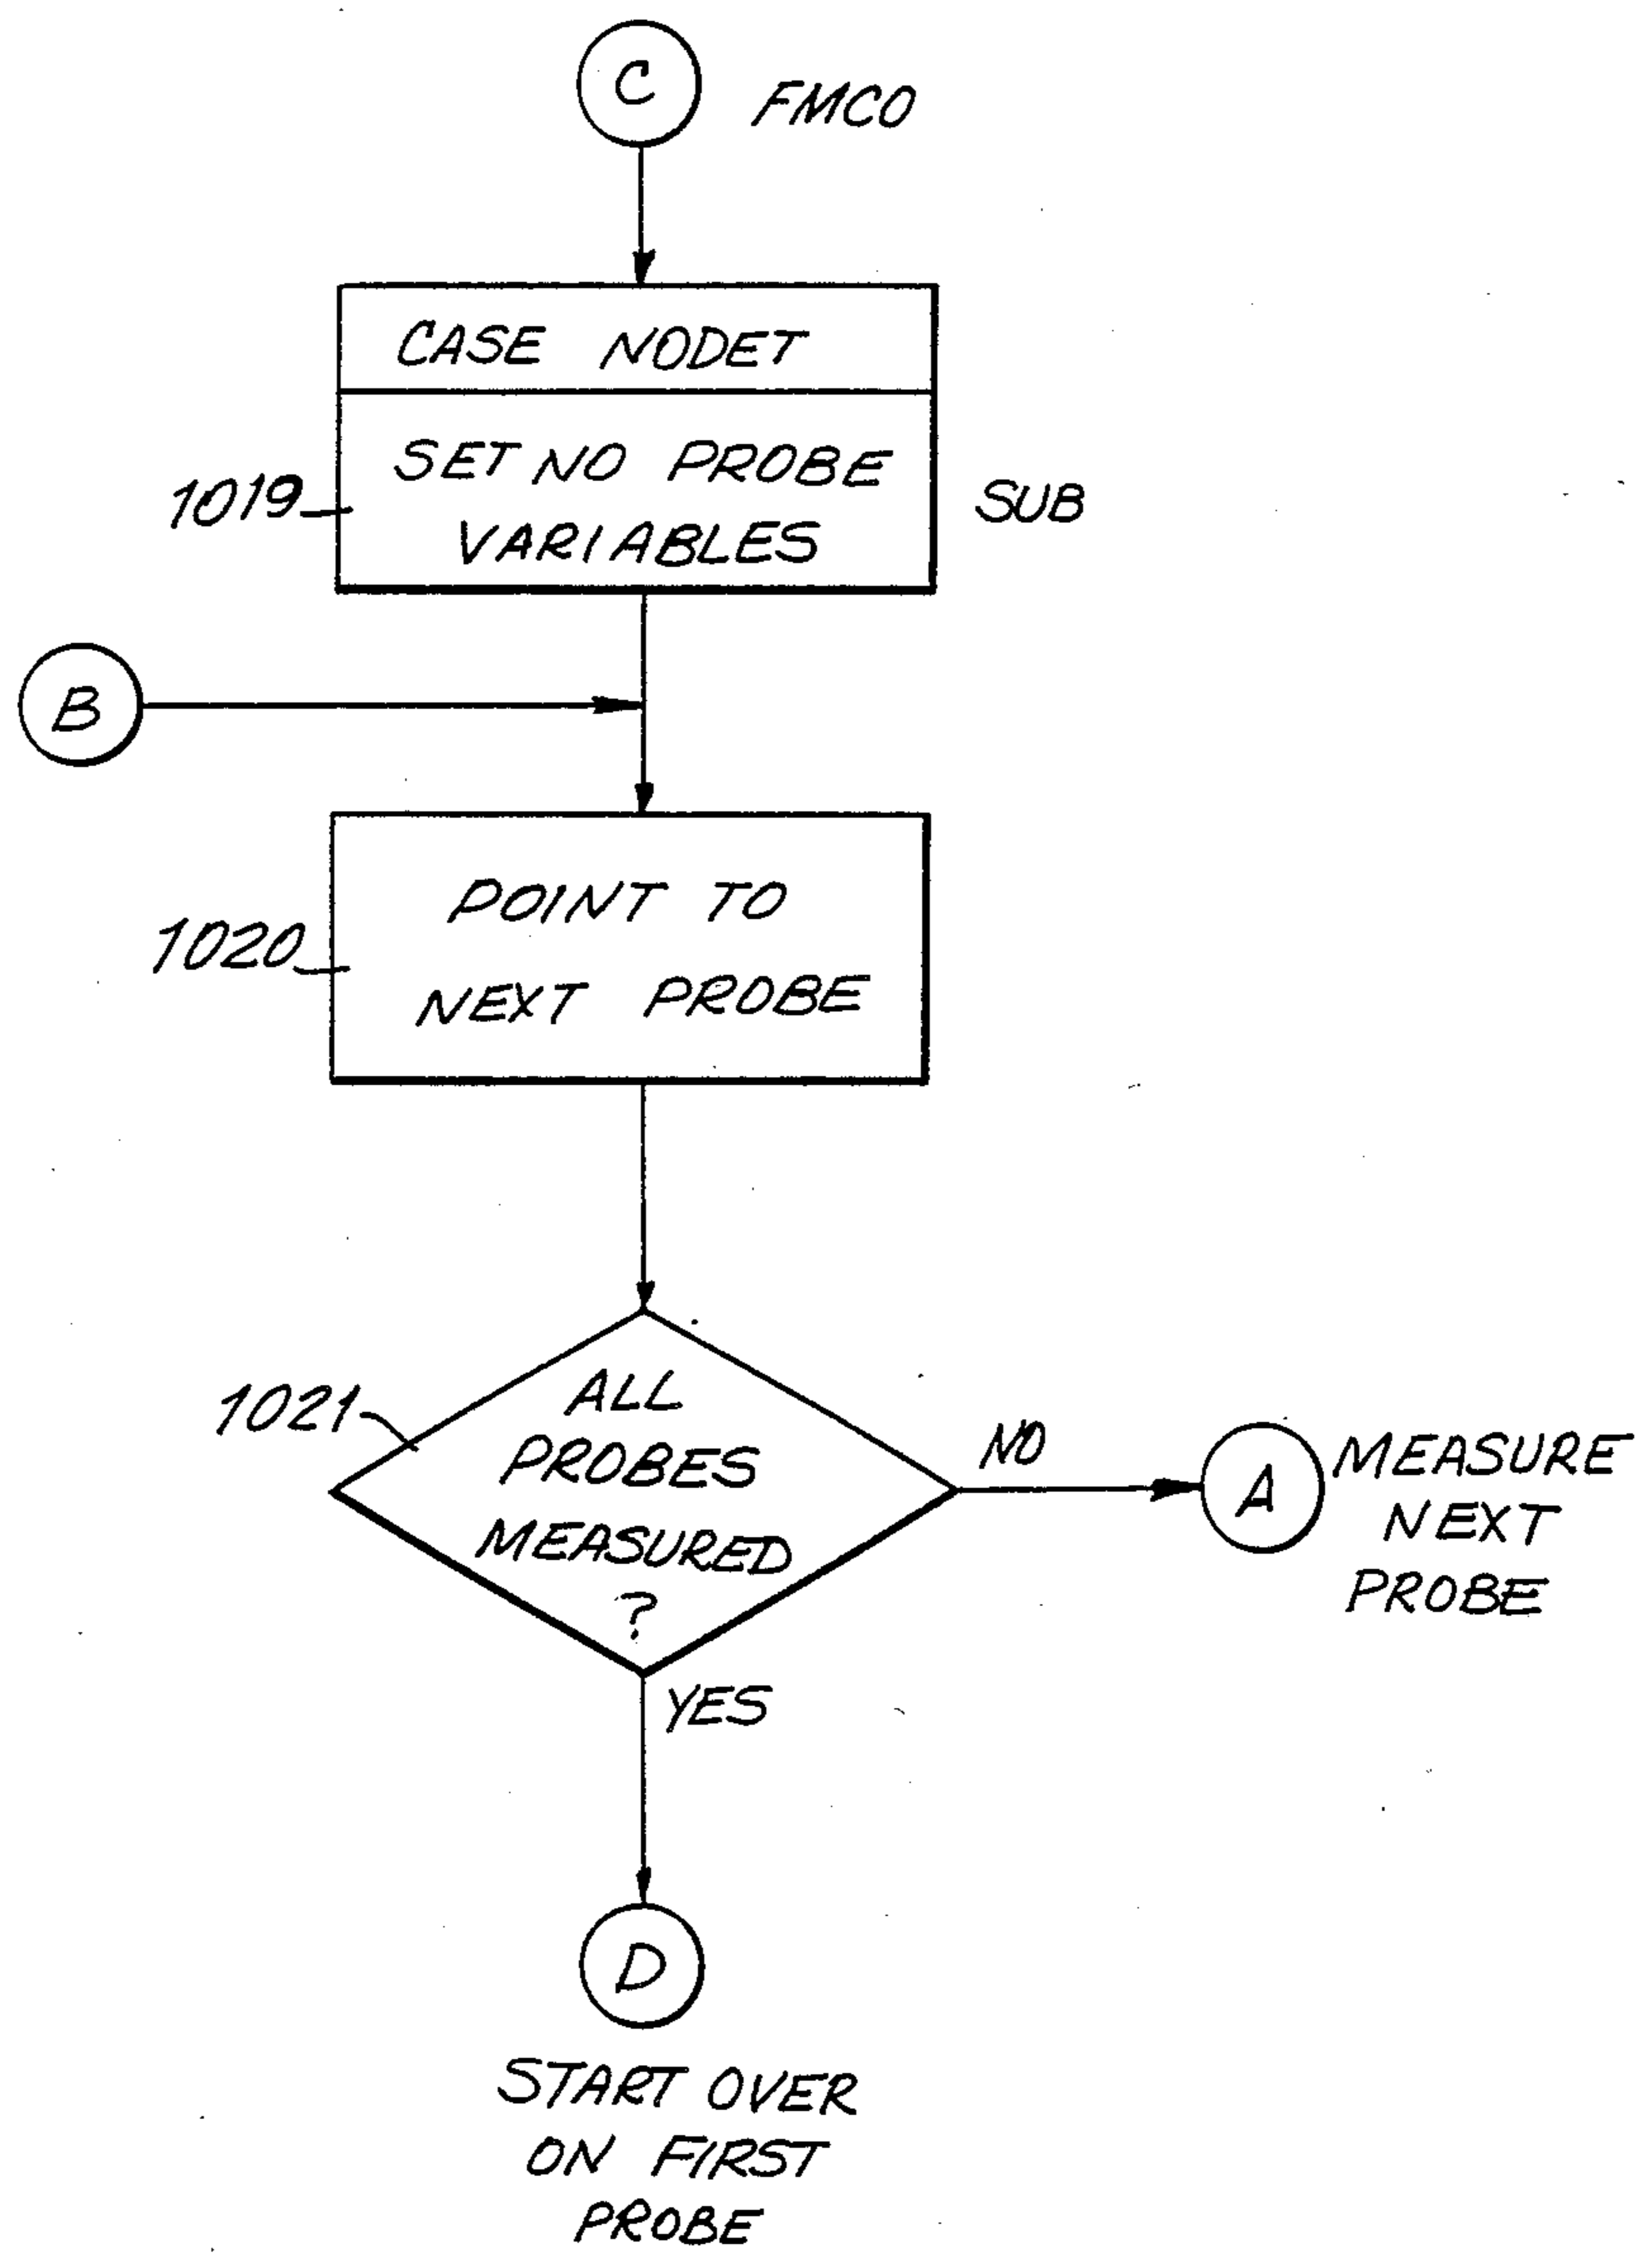 C
FMCO
CASE NODET
SET NO PROBE
VARIABLES
1019
SUB
B
POINT TO
NEXT PROBE
1020
1021
ALL
PROBES
MEASURED
?
NO
A
MEASURE
NEXT
PROBE
YES
D
START OVER
ON FIRST
PROBE